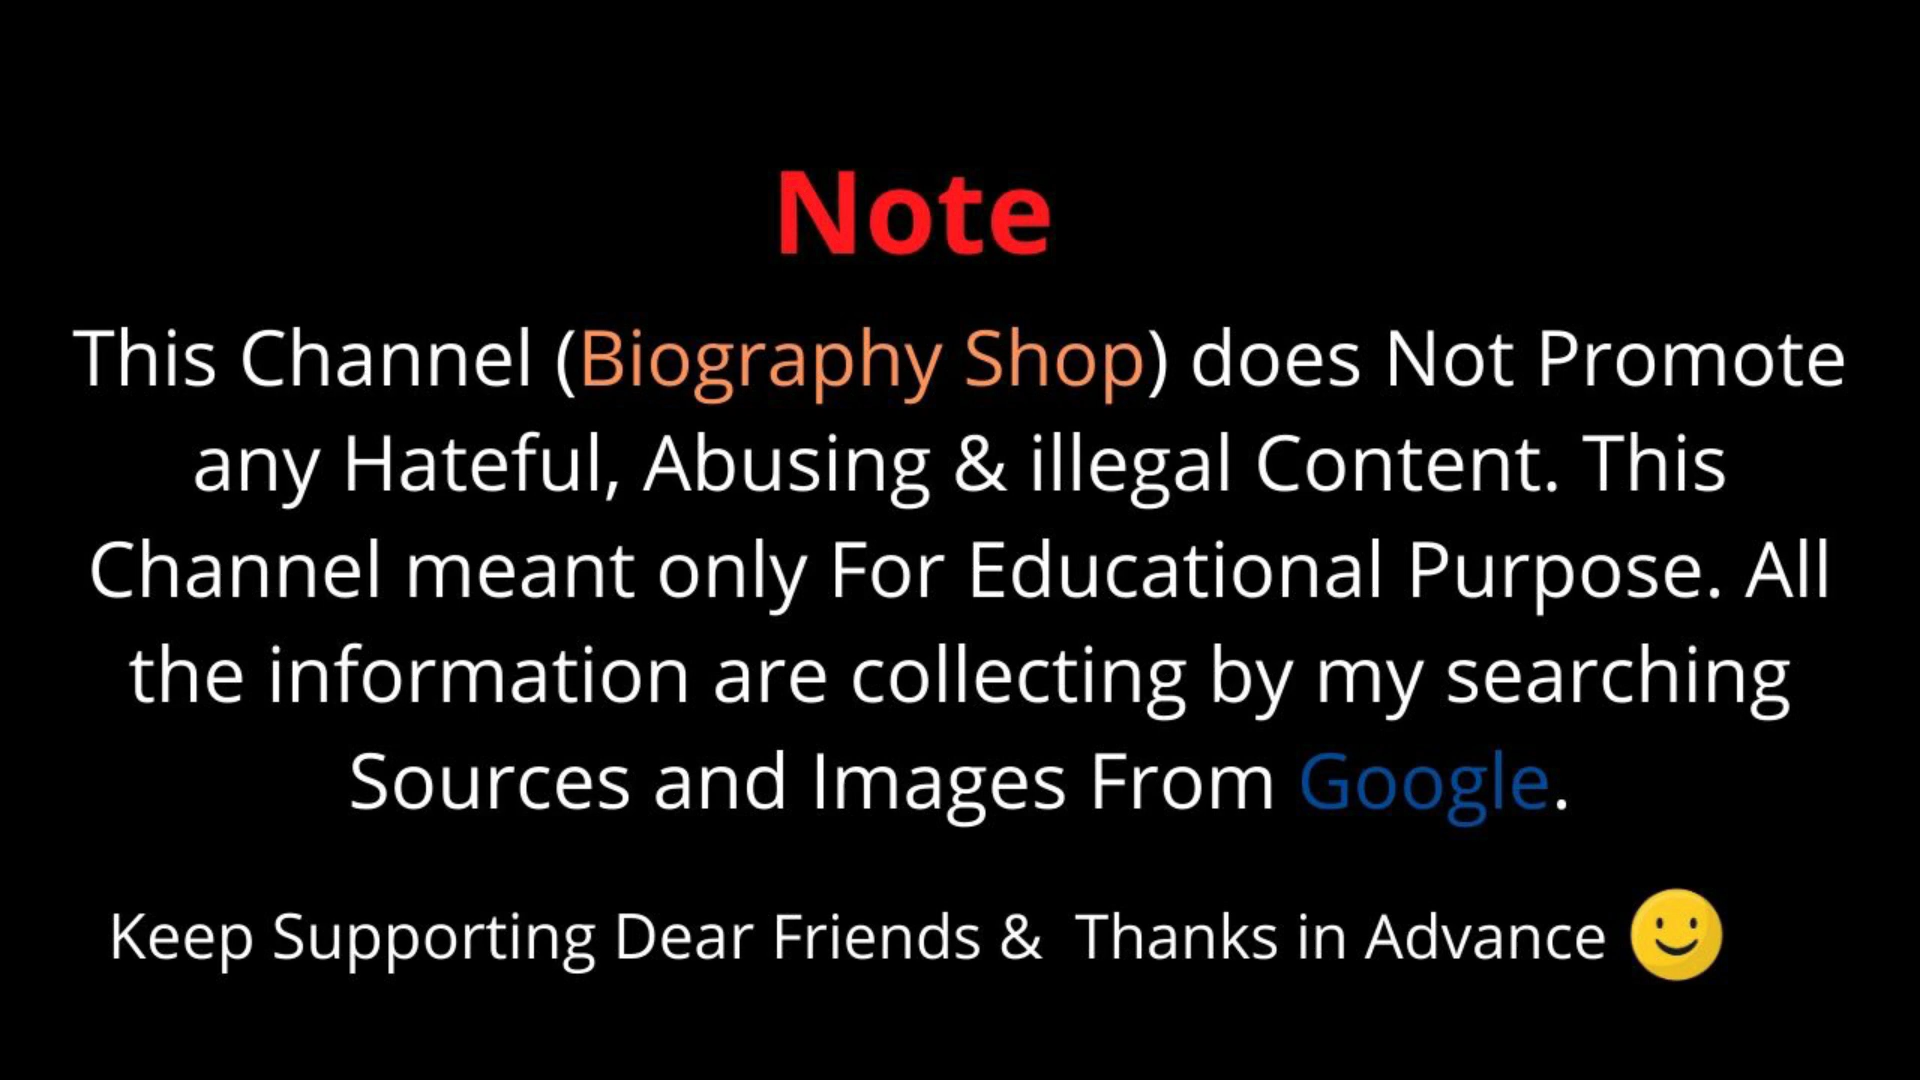 Note
This Channel (Biography Shop) does Not Promote
any Hateful, Abusing & illegal Content. This
Channel meant only For Educational Purpose. All
the information are collecting by my searching
Sources and Images From Google.
Keep Supporting Dear Friends &  Thanks in Advance